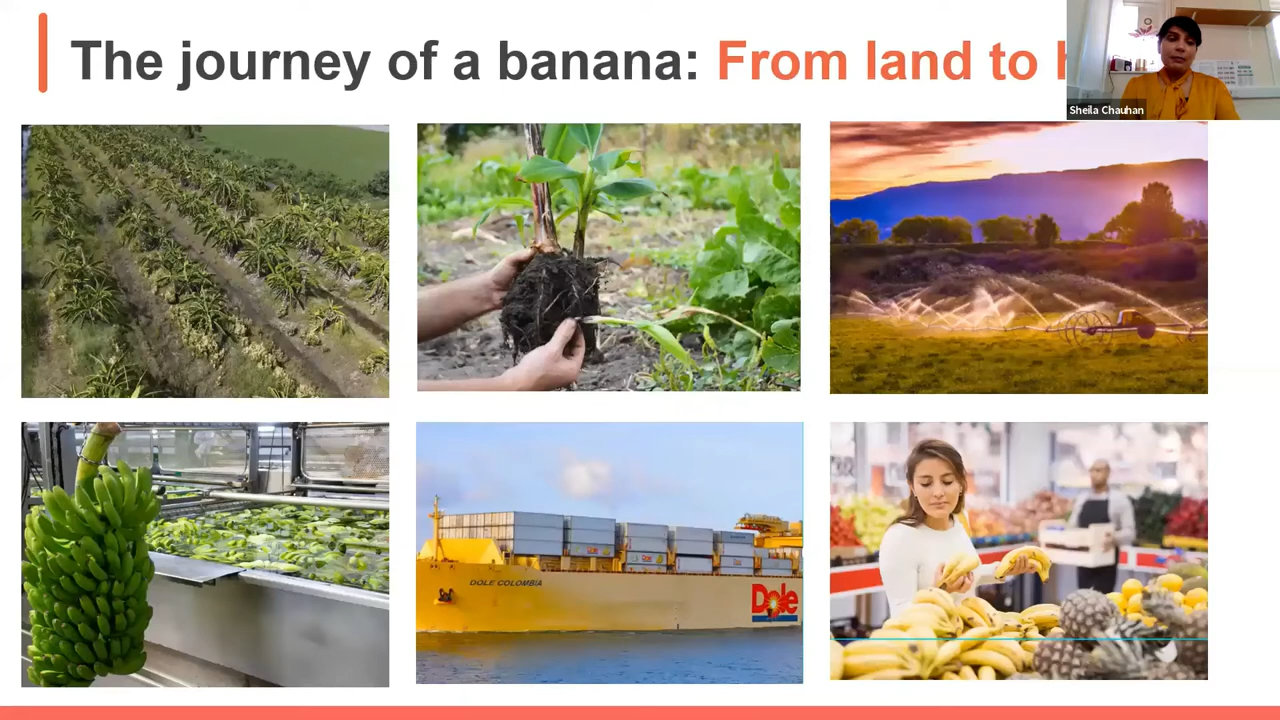 The journey of a banana: From land to
Sheila Chauhan
DOLE COLOMBIA
Dole